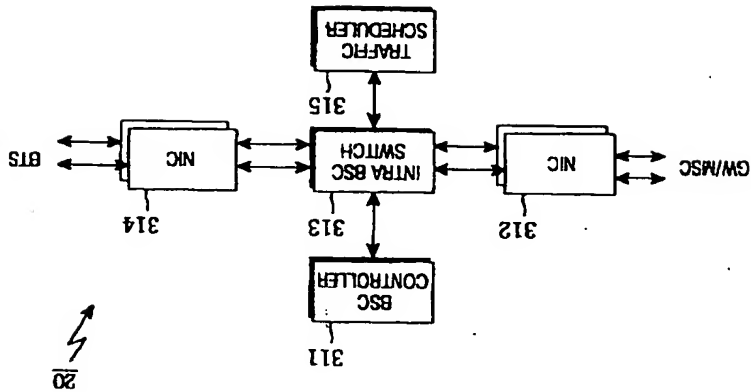 20
311
BSC
CONTROLLER
312
313
314
GW/MSC
NIC
INTRA BSC
SWITCH
NIC
BTS
315
TRAFFIC
SCHEDULER